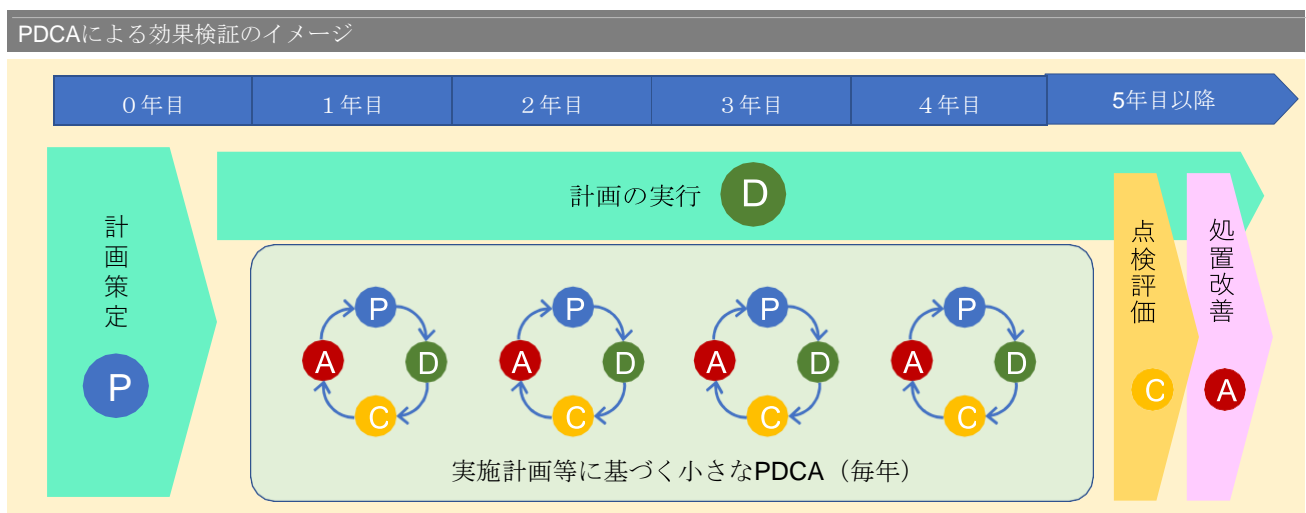 PDCAによる効果検証のイメージ
０年目
１年目
２年目
３年目
４年目
5年目以降
計画策定
P
計画の実行
D
P
D
C
A
P
D
C
A
P
D
C
A
P
D
C
A
実施計画等に基づく小さなPDCA（毎年）
点検評価
C
処置改善
A